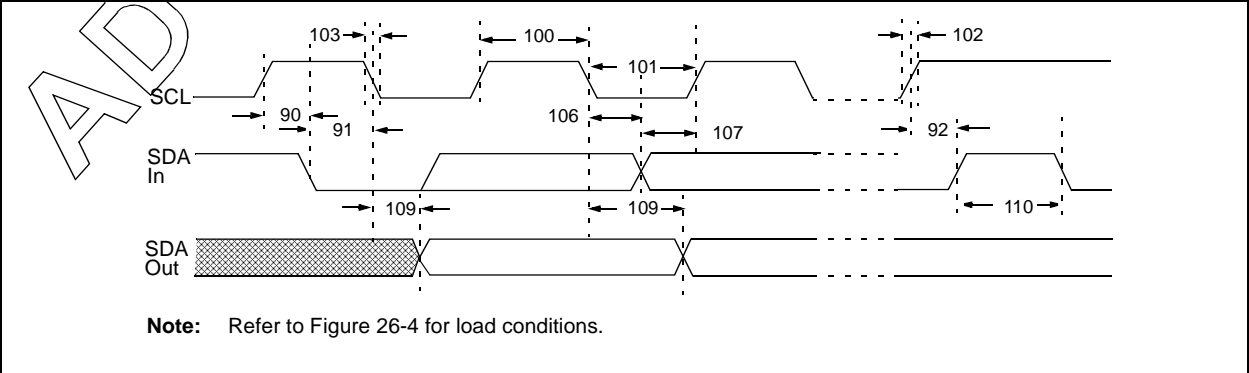 103
100
102
101
SCL
90
91
106
107
92
SDA
In
109
109
110
SDA
Out
Note: Refer to Figure 26-4 for load conditions.
AD